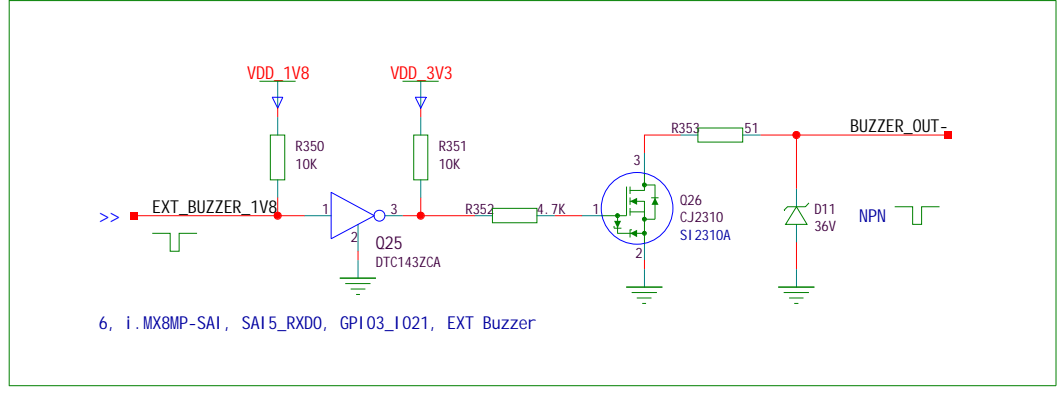 VDD_1V8
VDD_3V3
R350
10K
R351
10K
R353
51
BUZZER_OUT-
>>
EXT_BUZZER_1V8
1
3
2
Q25
DTC143ZCA
R352
4.7K
1
3
2
Q26
CJ2310
SI2310A
D11
36V
NPN
6, i.MX8MP-SAI, SAI5_RXD0, GPIO3_IO21, EXT Buzzer